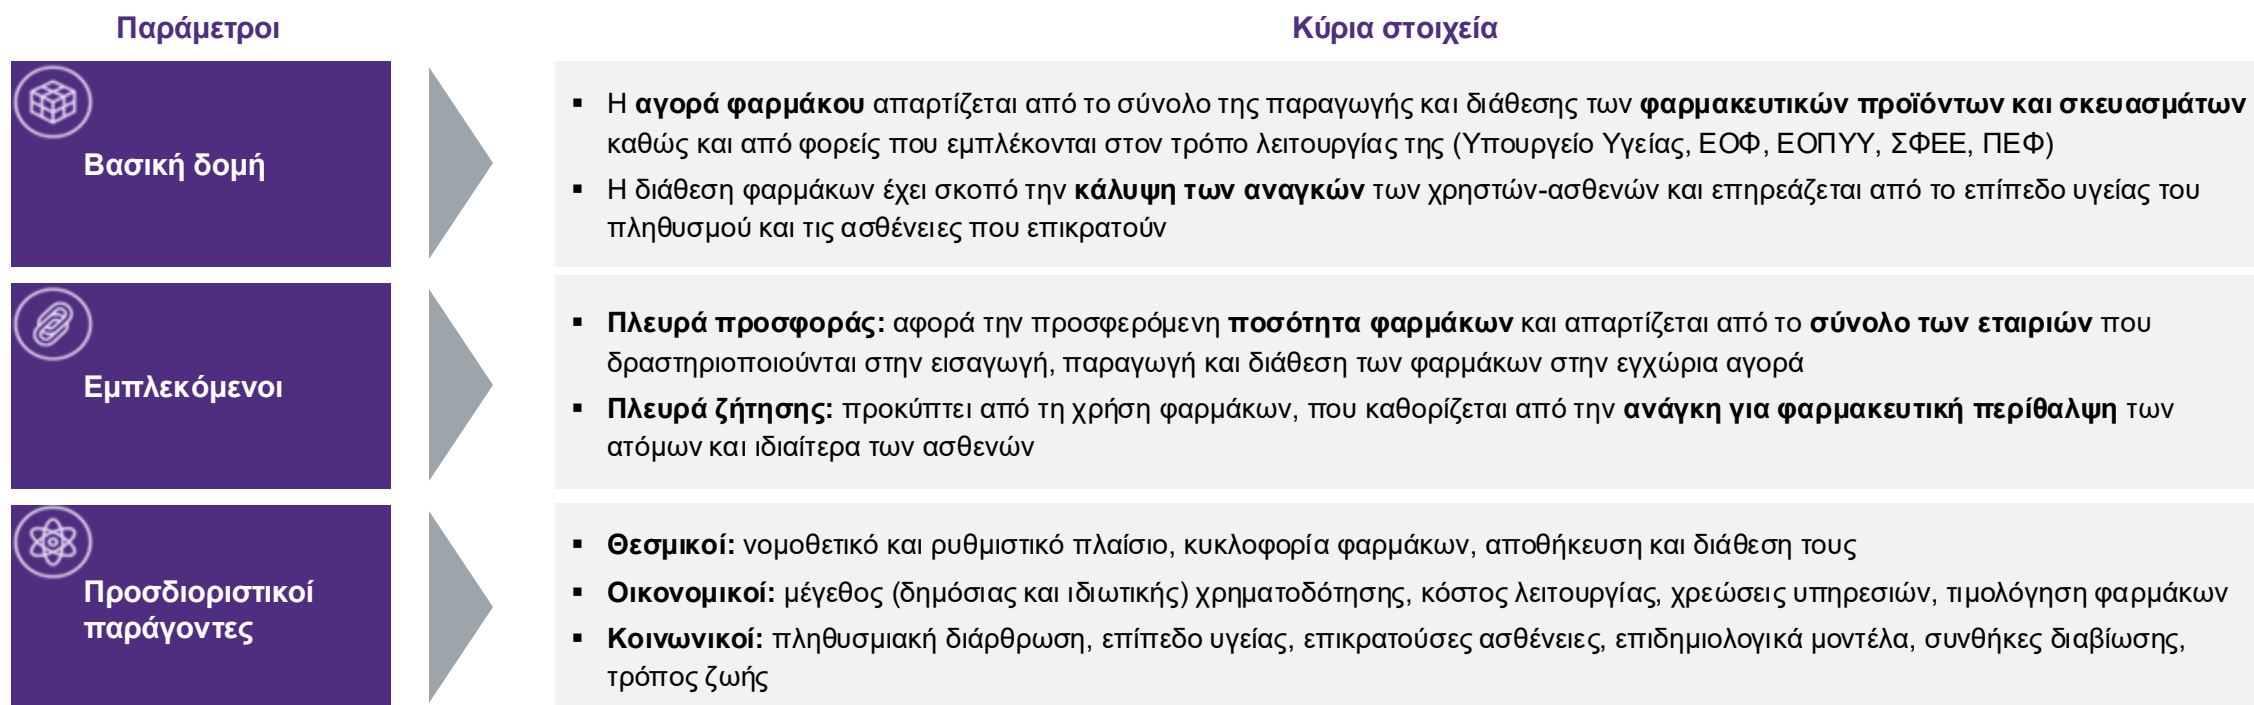 Παράμετροι
Κύρια στοιχεία
Βασική δομή
▪ Η αγορά φαρμάκου απαρτίζεται από το σύνολο της παραγωγής και διάθεσης των φαρμακευτικών προϊόντων και σκευασμάτων
καθώς και από φορείς που εμπλέκονται στον τρόπο λειτουργίας της (Υπουργείο Υγείας, ΕΟΦ, ΕΟΠΥΥ, ΣΦΕΕ, ΠΕΦ)
▪ Η διάθεση φαρμάκων έχει σκοπό την κάλυψη των αναγκών των χρηστών-ασθενών και επηρεάζεται από το επίπεδο υγείας του
πληθυσμού και τις ασθένειες που επικρατούν
Εμπλεκόμενοι
▪ Πλευρά προσφοράς: αφορά την προσφερόμενη ποσότητα φαρμάκων και απαρτίζεται από το σύνολο των εταιριών που
δραστηριοποιούνται στην εισαγωγή, παραγωγή και διάθεση των φαρμάκων στην εγχώρια αγορά
▪ Πλευρά ζήτησης: προκύπτει από τη χρήση φαρμάκων, που καθορίζεται από την ανάγκη για φαρμακευτική περίθαλψη των
ατόμων και ιδιαίτερα των ασθενών
Προσδιοριστικοί
παράγοντες
▪ Θεσμικοί: νομοθετικό και ρυθμιστικό πλαίσιο, κυκλοφορία φαρμάκων, αποθήκευση και διάθεση τους
▪ Οικονομικοί: μέγεθος (δημόσιας και ιδιωτικής) χρηματοδότησης, κόστος λειτουργίας, χρεώσεις υπηρεσιών, τιμολόγηση φαρμάκων
▪ Κοινωνικοί: πληθυσμιακή διάρθρωση, επίπεδο υγείας, επικρατούσες ασθένειες, επιδημιολογικά μοντέλα, συνθήκες διαβίωσης,
τρόπος ζωής